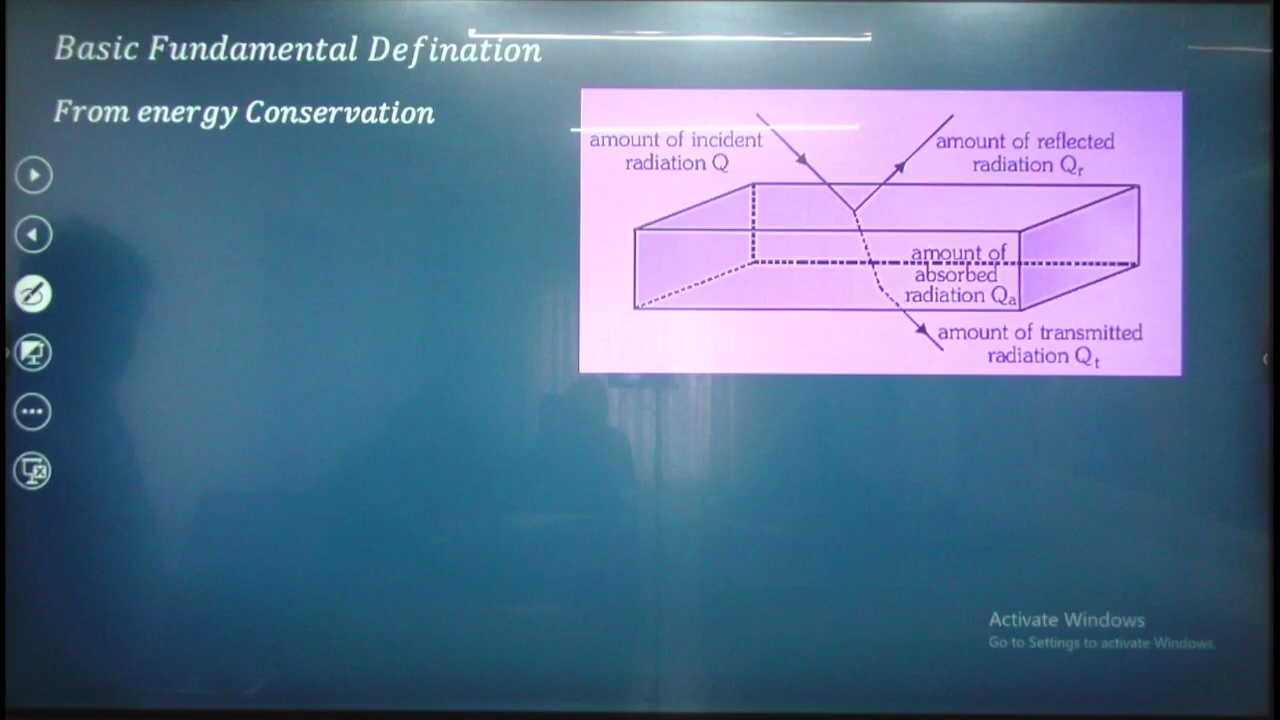 Basic Fundamental Defination
From energy Conservation
amount of incident
radiation Q
amount of reflected
radiation Qr
amount of
absorbed
radiation Qa
amount of transmitted
radiation Qt
Activate Windows
Go to Settings to activate Windows.